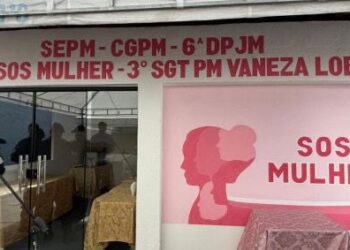 SEPM - CGPM - 6ª DPJM
SOS MULHER - 3º SGT PM VANEZA
SOS
MULHER